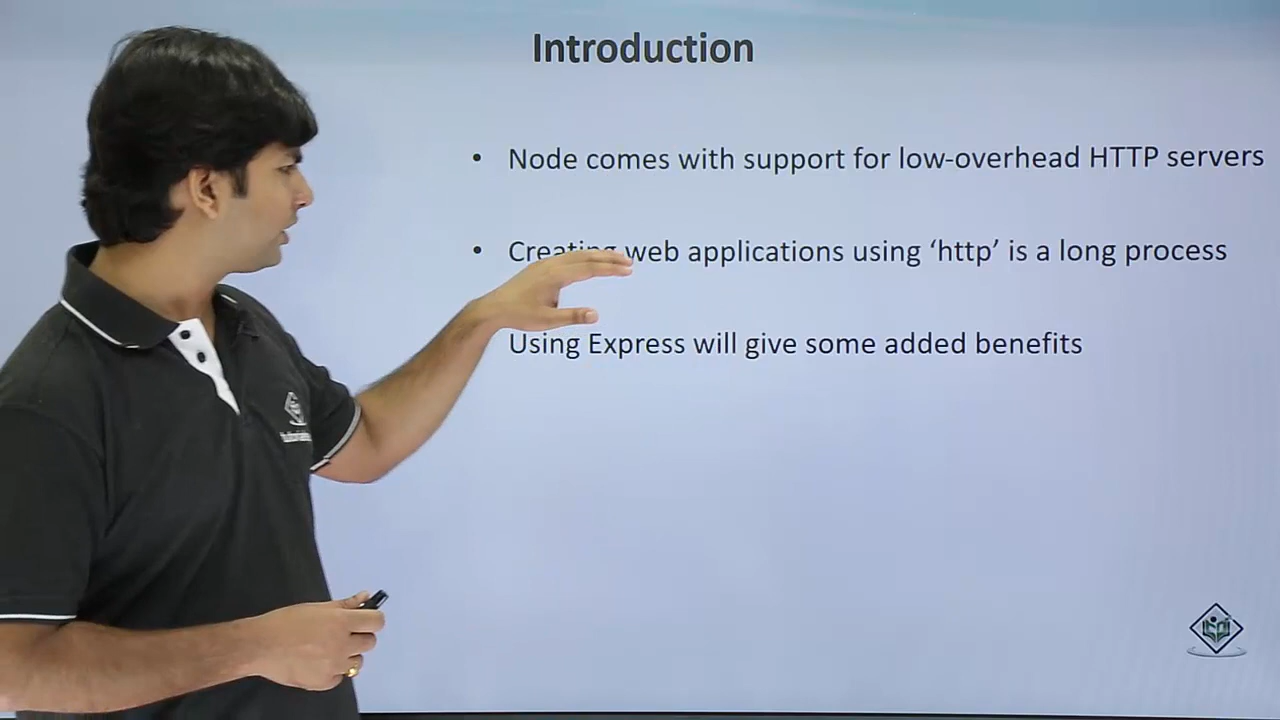 Introduction
• Node comes with support for low-overhead HTTP servers
• Creating web applications using ‘http’ is a long process
Using Express will give some added benefits